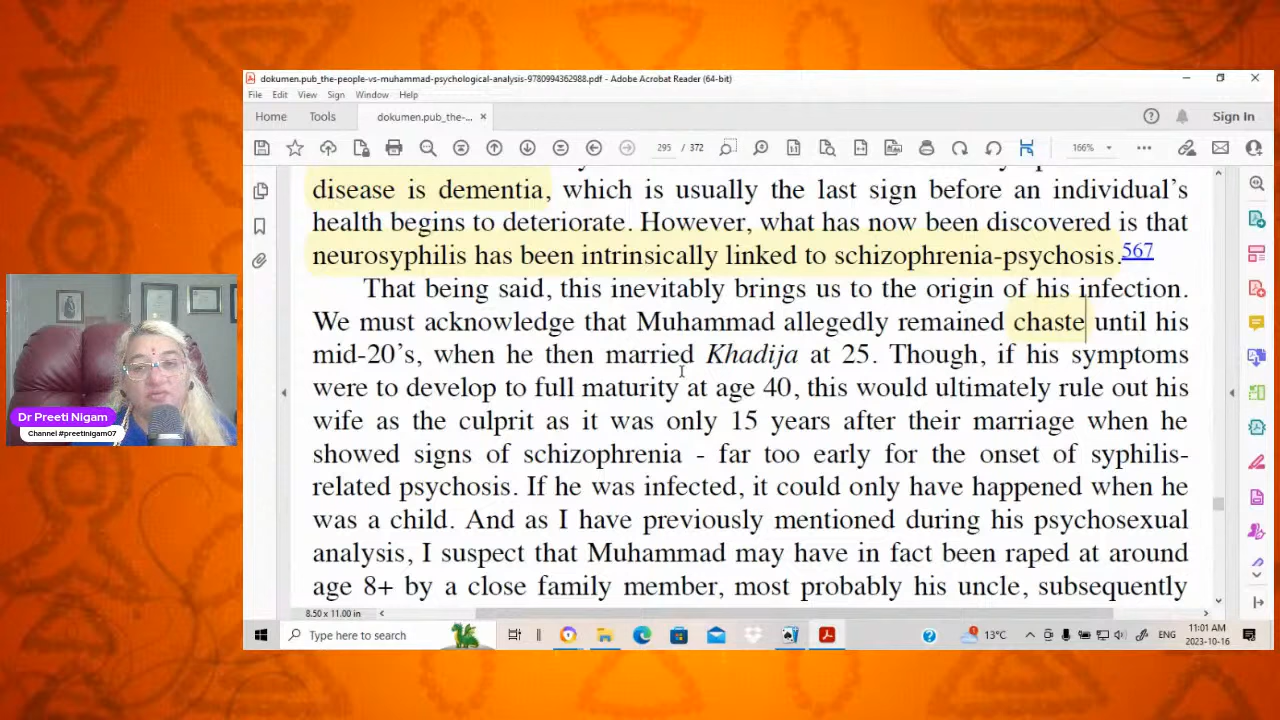 dokumen.pub_the-people-vs-muhammad-psychological-analysis-9780994362988.pdf - Adobe Acrobat Reader (64-bit)
File Edit View Sign Window Help
Home Tools dokumen.pub_the-... × Sign In
295 / 372 166%
disease is dementia, which is usually the last sign before an individual's
health begins to deteriorate. However, what has now been discovered is that
neurosyphilis has been intrinsically linked to schizophrenia-psychosis.567
That being said, this inevitably brings us to the origin of his infection.
We must acknowledge that Muhammad allegedly remained chaste until his
mid-20's, when he then married Khadija at 25. Though, if his symptoms
were to develop to full maturity at age 40, this would ultimately rule out his
wife as the culprit as it was only 15 years after their marriage when he
showed signs of schizophrenia - far too early for the onset of syphilis-
related psychosis. If he was infected, it could only have happened when he
was a child. And as I have previously mentioned during his psychosexual
analysis, I suspect that Muhammad may have in fact been raped at around
age 8+ by a close family member, most probably his uncle, subsequently
8.50 x 11.00 in
Dr Preeti Nigam
Channel #preetinigam07
Type here to search
13°C ENG 11:01 AM
2023-10-16